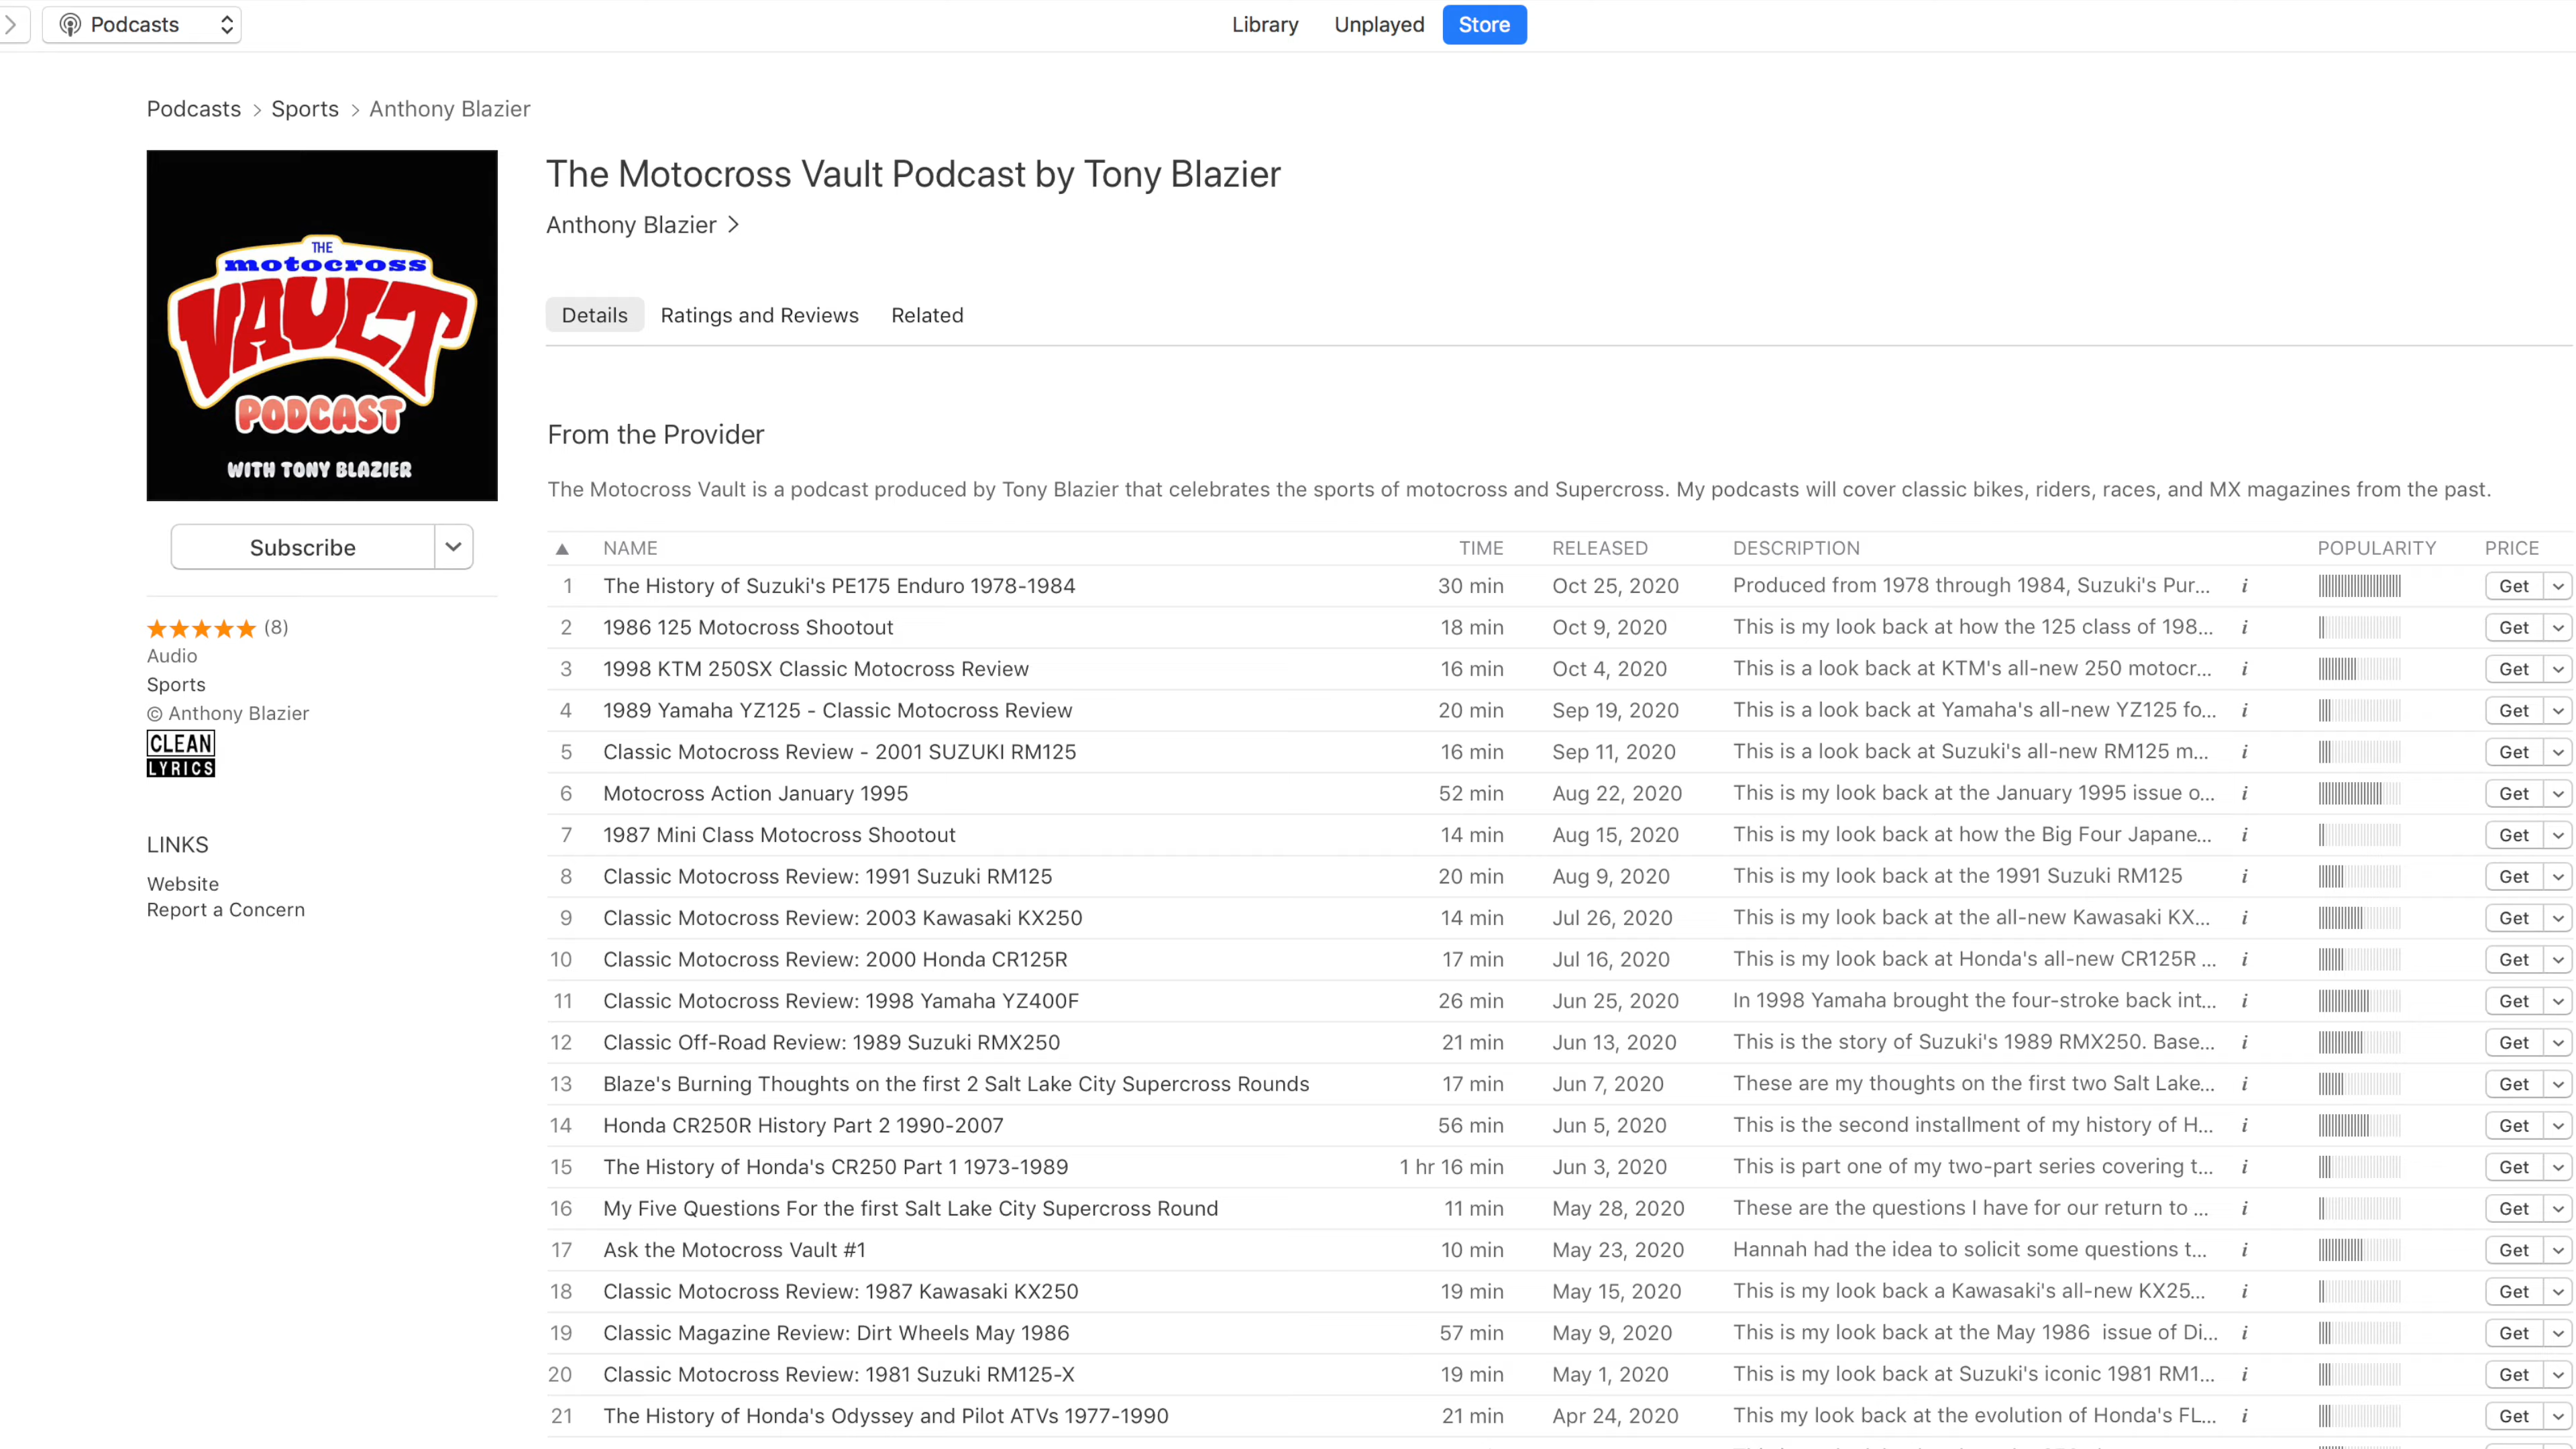 Podcasts
Library Unplayed Store
Podcasts > Sports > Anthony Blazier
THE
motocross
VAULT
PODCAST
WITH TONY BLAZIER
The Motocross Vault Podcast by Tony Blazier
Anthony Blazier >
Details Ratings and Reviews Related
Subscribe
★★★★★ (8)
Audio
Sports
© Anthony Blazier
CLEAN
LYRICS
LINKS
Website
Report a Concern
From the Provider
The Motocross Vault is a podcast produced by Tony Blazier that celebrates the sports of motocross and Supercross. My podcasts will cover classic bikes, riders, races, and MX magazines from the past.
▲ NAME TIME RELEASED DESCRIPTION POPULARITY PRICE
1 The History of Suzuki's PE175 Enduro 1978-1984 30 min Oct 25, 2020 Produced from 1978 through 1984, Suzuki's Pur... i Get
2 1986 125 Motocross Shootout 18 min Oct 9, 2020 This is my look back at how the 125 class of 198... i Get
3 1998 KTM 250SX Classic Motocross Review 16 min Oct 4, 2020 This is a look back at KTM's all-new 250 motocr... i Get
4 1989 Yamaha YZ125 - Classic Motocross Review 20 min Sep 19, 2020 This is a look back at Yamaha's all-new YZ125 fo... i Get
5 Classic Motocross Review - 2001 SUZUKI RM125 16 min Sep 11, 2020 This is a look back at Suzuki's all-new RM125 m... i Get
6 Motocross Action January 1995 52 min Aug 22, 2020 This is my look back at the January 1995 issue o... i Get
7 1987 Mini Class Motocross Shootout 14 min Aug 15, 2020 This is my look back at how the Big Four Japane... i Get
8 Classic Motocross Review: 1991 Suzuki RM125 20 min Aug 9, 2020 This is my look back at the 1991 Suzuki RM125 i Get
9 Classic Motocross Review: 2003 Kawasaki KX250 14 min Jul 26, 2020 This is my look back at the all-new Kawasaki KX... i Get
10 Classic Motocross Review: 2000 Honda CR125R 17 min Jul 16, 2020 This is my look back at Honda's all-new CR125R ... i Get
11 Classic Motocross Review: 1998 Yamaha YZ400F 26 min Jun 25, 2020 In 1998 Yamaha brought the four-stroke back int... i Get
12 Classic Off-Road Review: 1989 Suzuki RMX250 21 min Jun 13, 2020 This is the story of Suzuki's 1989 RMX250. Base... i Get
13 Blaze's Burning Thoughts on the first 2 Salt Lake City Supercross Rounds 17 min Jun 7, 2020 These are my thoughts on the first two Salt Lake... i Get
14 Honda CR250R History Part 2 1990-2007 56 min Jun 5, 2020 This is the second installment of my history of H... i Get
15 The History of Honda's CR250 Part 1 1973-1989 1 hr 16 min Jun 3, 2020 This is part one of my two-part series covering t... i Get
16 My Five Questions For the first Salt Lake City Supercross Round 11 min May 28, 2020 These are the questions I have for our return to ... i Get
17 Ask the Motocross Vault #1 10 min May 23, 2020 Hannah had the idea to solicit some questions t... i Get
18 Classic Motocross Review: 1987 Kawasaki KX250 19 min May 15, 2020 This is my look back a Kawasaki's all-new KX25... i Get
19 Classic Magazine Review: Dirt Wheels May 1986 57 min May 9, 2020 This is my look back at the May 1986 issue of Di... i Get
20 Classic Motocross Review: 1981 Suzuki RM125-X 19 min May 1, 2020 This is my look back at Suzuki's iconic 1981 RM1... i Get
21 The History of Honda's Odyssey and Pilot ATVs 1977-1990 21 min Apr 24, 2020 This my look back at the evolution of Honda's FL... i Get